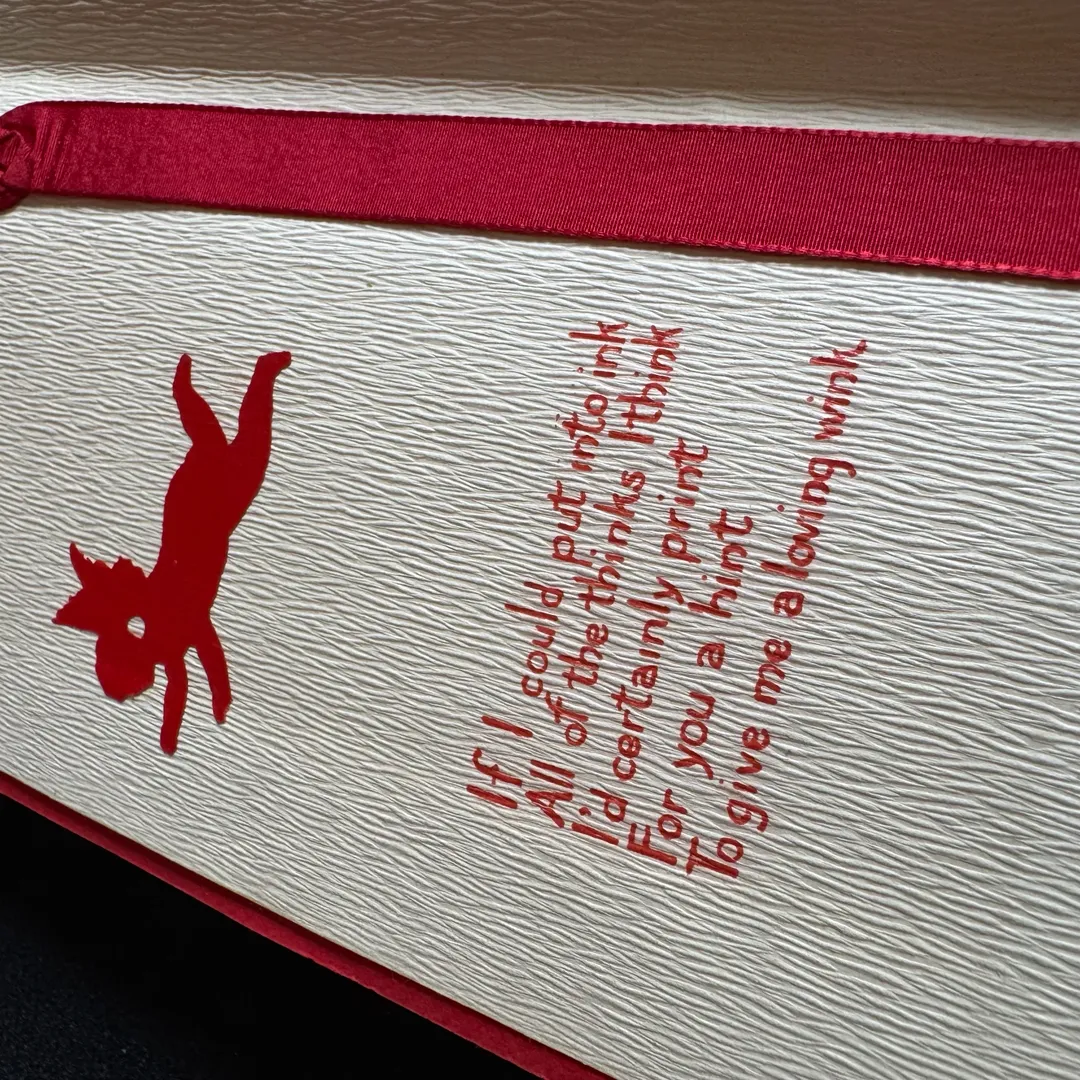 If I could put into ink
All of the thinks I think
I'd certainly print
For you a hint
To give me a loving wink